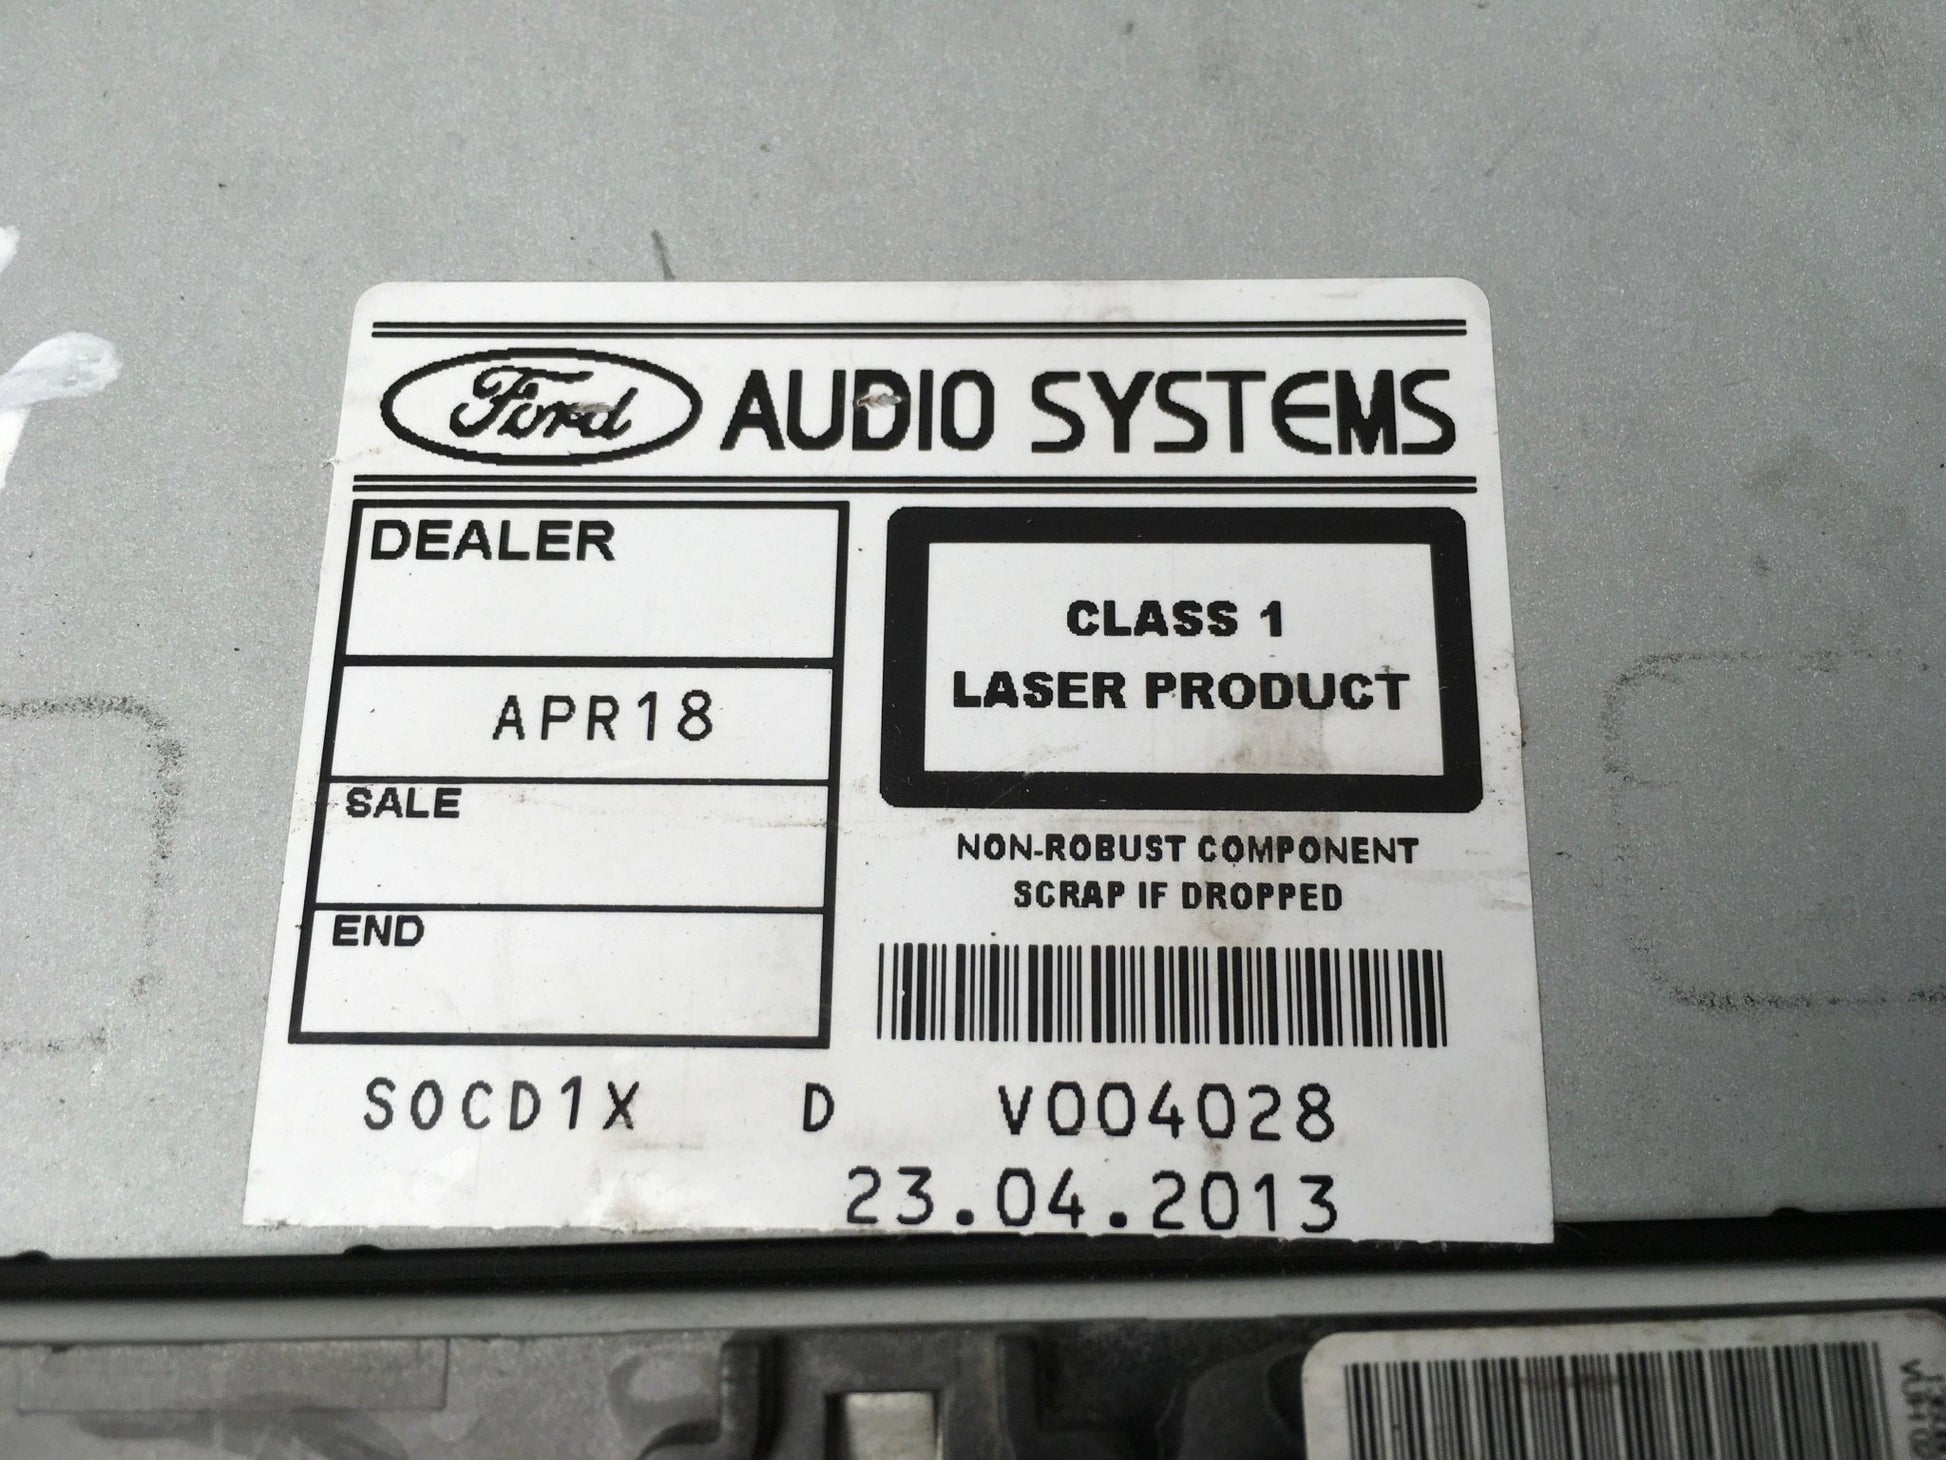 Ford AUDIO SYSTEMS
DEALER
APR18
SALE
END
CLASS 1
LASER PRODUCT
NON-ROBUST COMPONENT
SCRAP IF DROPPED
S0CD1X D V004028
23.04.2013